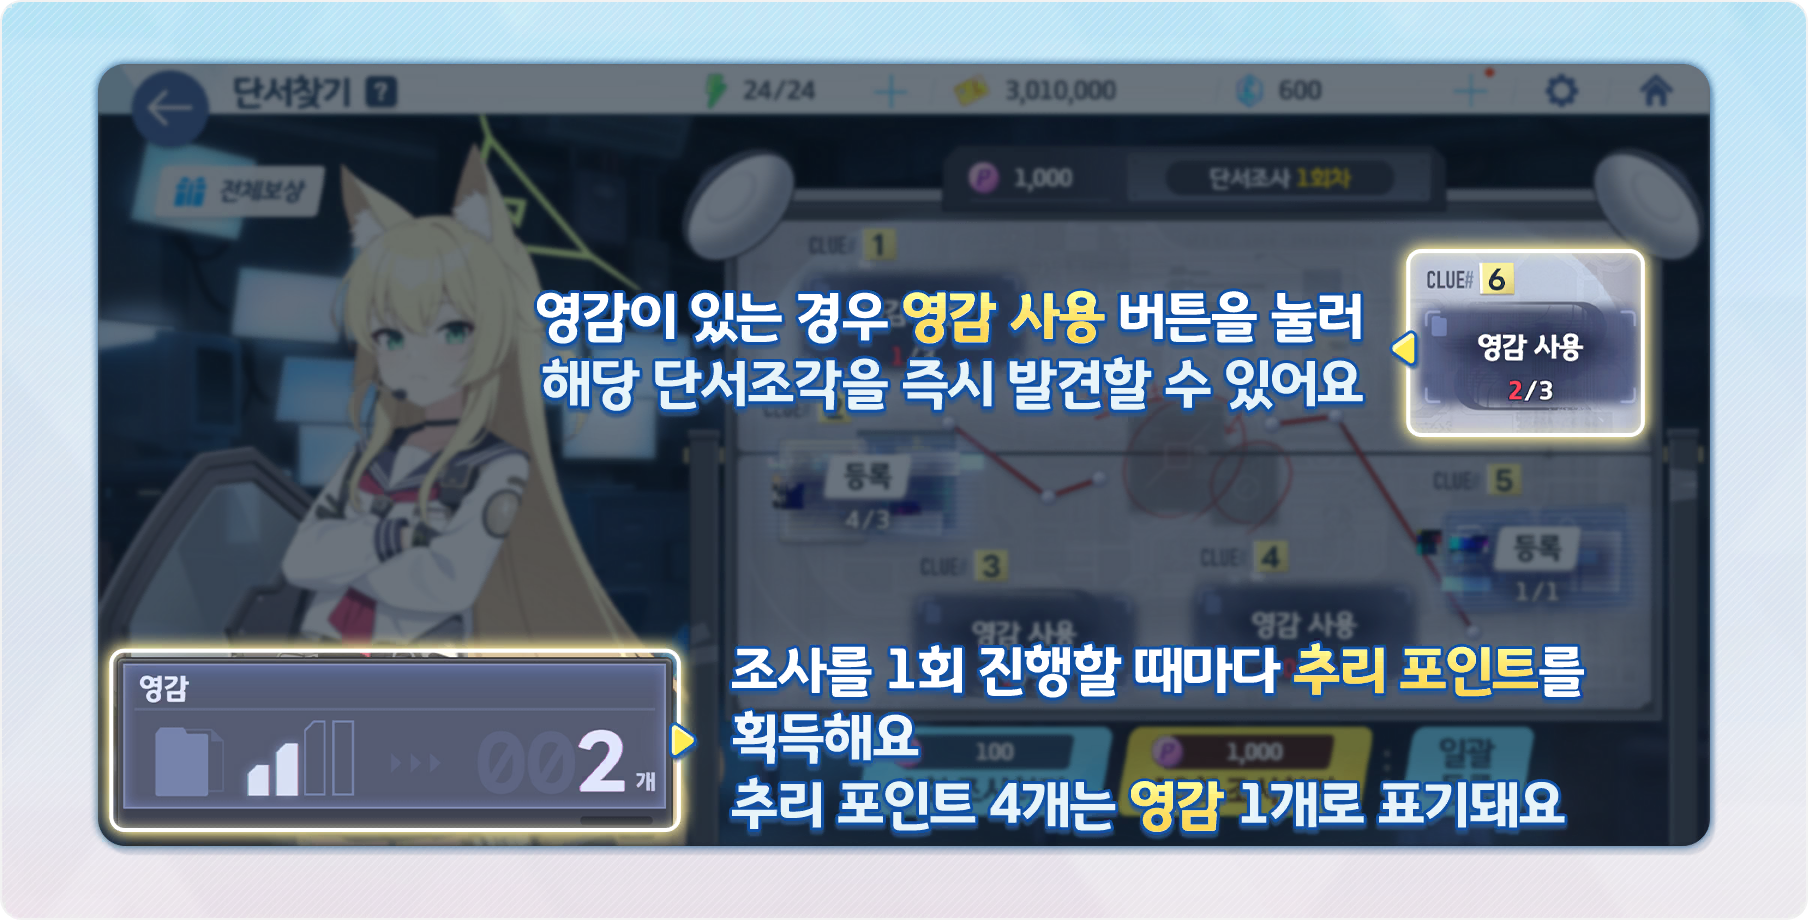 단서찾기 ?
24/24
3,010,000
600
전체보상
1,000
단서조사 1회차
CLUE# 1
영감이 있는 경우 영감 사용 버튼을 눌러
해당 단서조각을 즉시 발견할 수 있어요
CLUE# 6
영감 사용
2/3
등록
4/3
CLUE# 5
등록
1/1
CLUE# 3
영감 사용
CLUE# 4
영감 사용
영감
002개
조사를 1회 진행할 때마다 추리 포인트를
획득해요
추리 포인트 4개는 영감 1개로 표기돼요
100
1,000
일괄